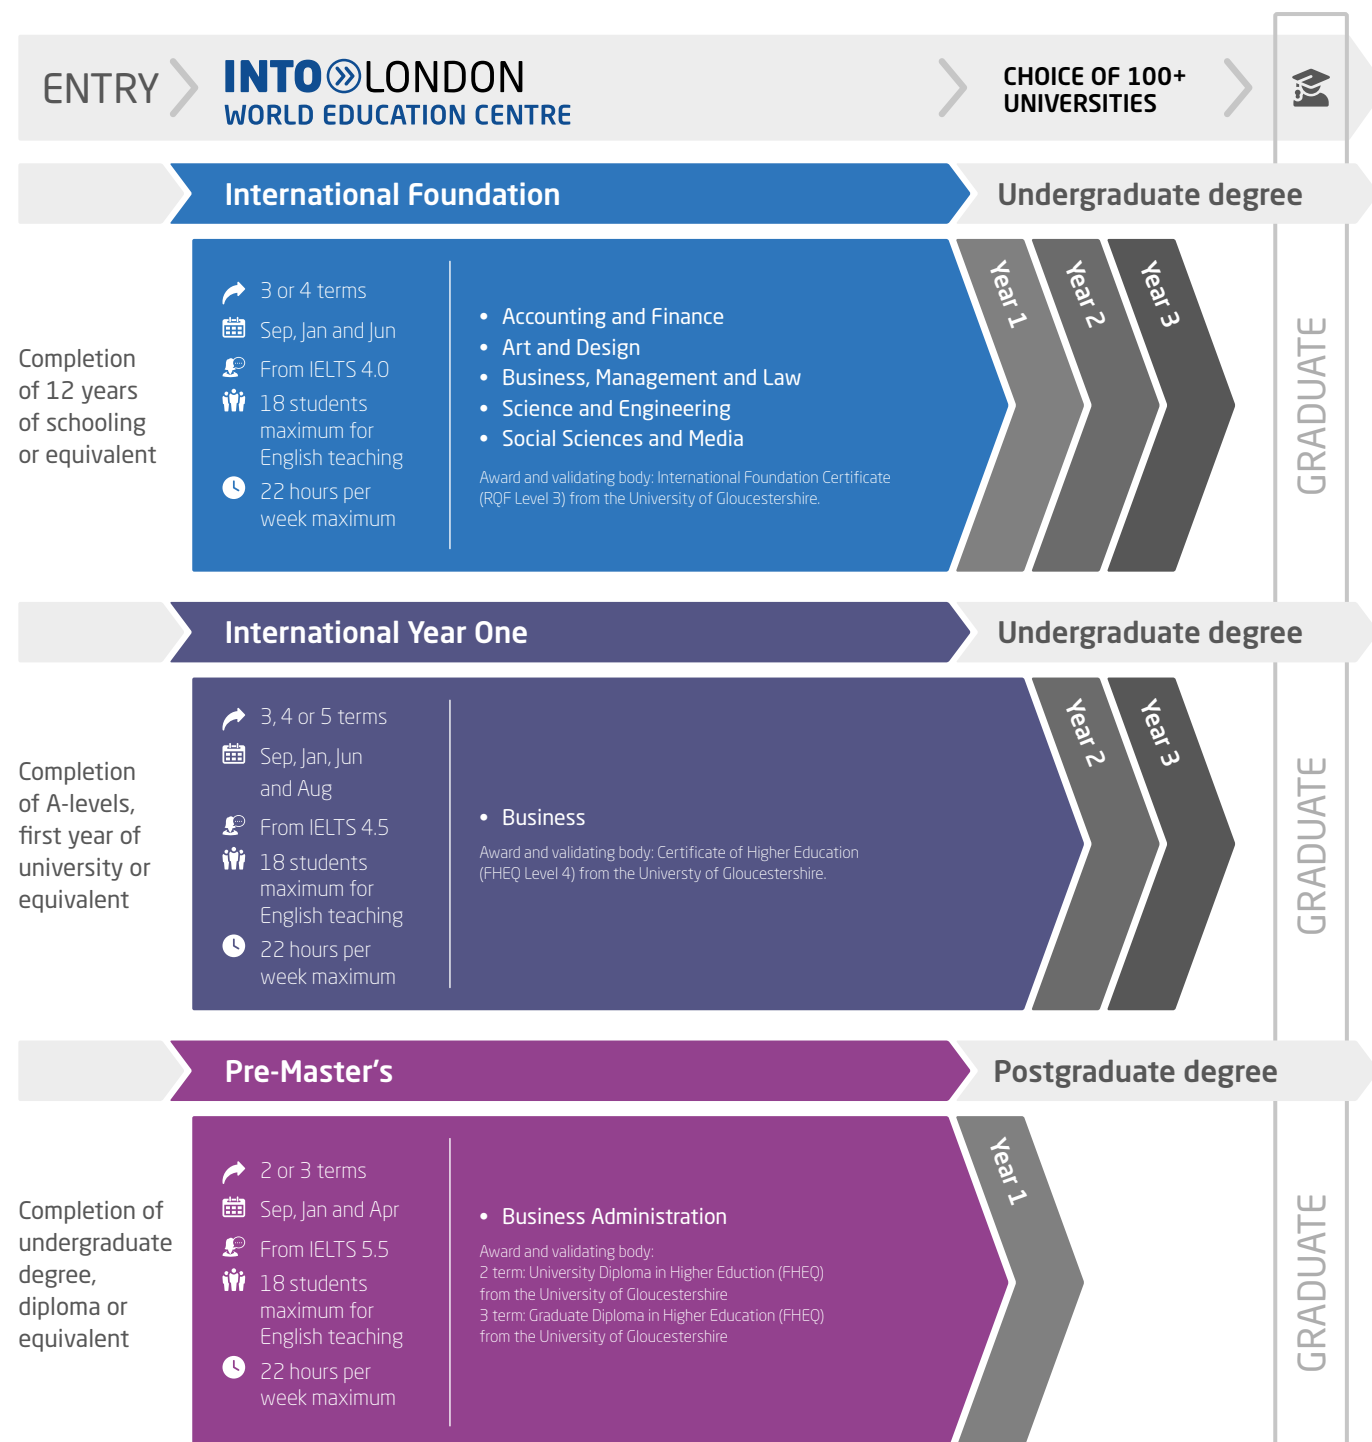 ENTRY
INTO LONDON
WORLD EDUCATION CENTRE
CHOICE OF 100+
UNIVERSITIES
International Foundation
Undergraduate degree
Completion
of 12 years
of schooling
or equivalent
3 or 4 terms
Sep, Jan and Jun
From IELTS 4.0
18 students
maximum for
English teaching
22 hours per
week maximum
• Accounting and Finance
• Art and Design
• Business, Management and Law
• Science and Engineering
• Social Sciences and Media
Award and validating body: International Foundation Certificate
(RQF Level 3) from the University of Gloucestershire.
Year 1
Year 2
Year 3
GRADUATE
International Year One
Undergraduate degree
Completion
of A-levels,
first year of
university or
equivalent
3, 4 or 5 terms
Sep, Jan, Jun
and Aug
From IELTS 4.5
18 students
maximum for
English teaching
22 hours per
week maximum
• Business
Award and validating body: Certificate of Higher Education
(FHEQ Level 4) from the Universty of Gloucestershire.
Year 2
Year 3
GRADUATE
Pre-Master's
Postgraduate degree
Completion of
undergraduate
degree,
diploma or
equivalent
2 or 3 terms
Sep, Jan and Apr
From IELTS 5.5
18 students
maximum for
English teaching
22 hours per
week maximum
• Business Administration
Award and validating body:
2 term: University Diploma in Higher Eduction (FHEQ)
from the University of Gloucestershire
3 term: Graduate Diploma in Higher Education (FHEQ)
from the University of Gloucestershire
Year 1
GRADUATE